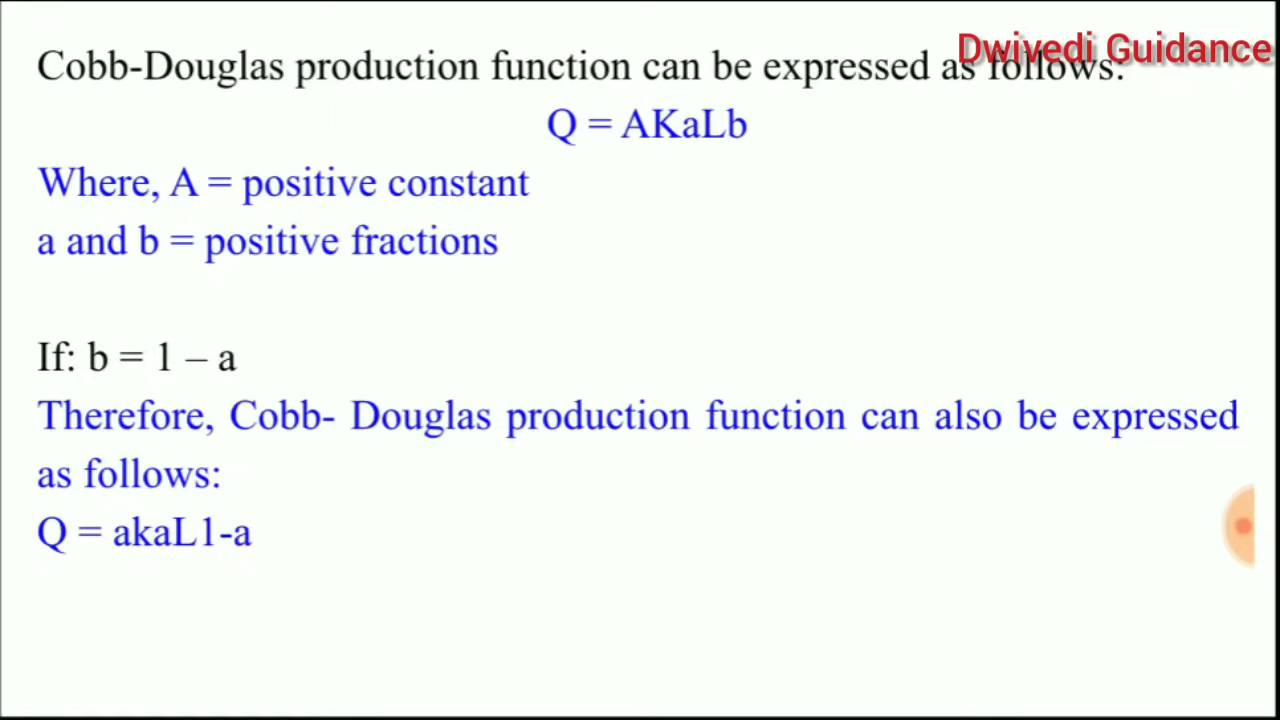 Dwivedi Guidance
Cobb-Douglas production function can be expressed as follows:
Q = AKaLb
Where, A = positive constant
a and b = positive fractions
If: b = 1 – a
Therefore, Cobb- Douglas production function can also be expressed
as follows:
Q = akaL1-a